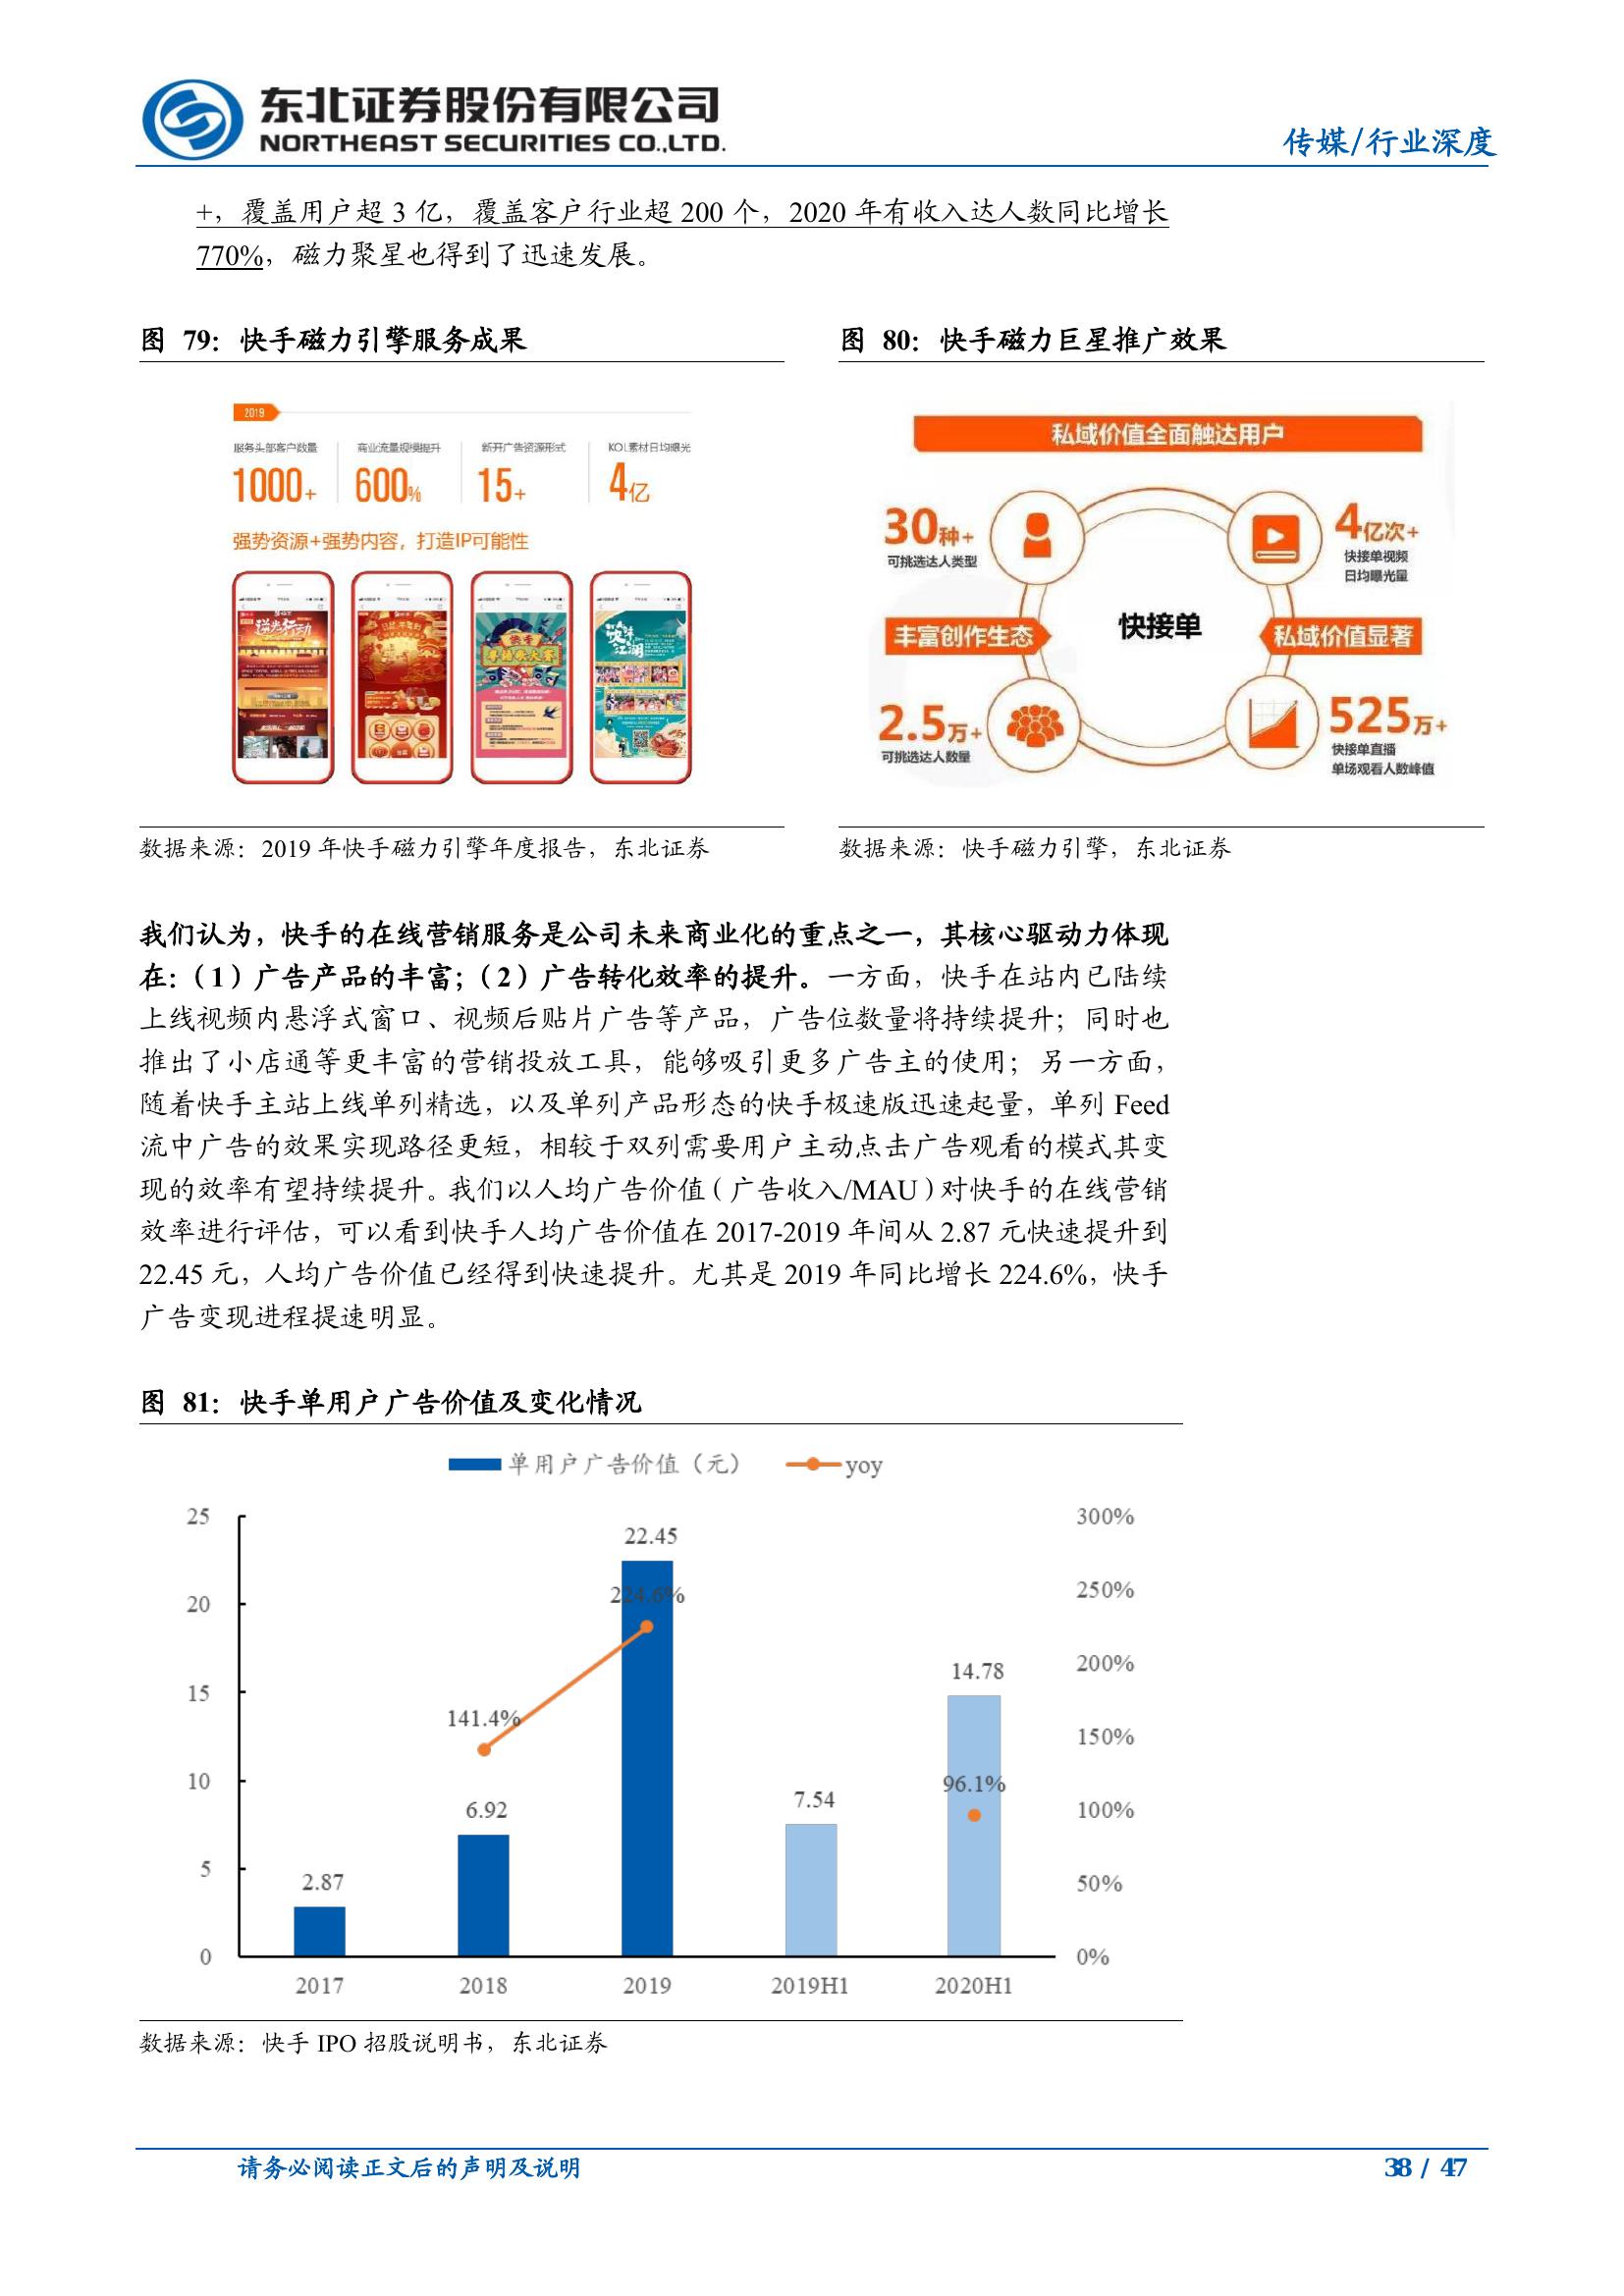 东北证券股份有限公司
NORTHEAST SECURITIES CO.,LTD.
传媒/行业深度
+，覆盖用户超 3 亿，覆盖客户行业超 200 个，2020 年有收入达人数同比增长
770%，磁力聚星也得到了迅速发展。
图 79：快手磁力引擎服务成果
2019
服务头部客户数量
商业流量规模提升
新开广告资源形式
KOL素材日均曝光
1000+
600%
15+
4亿
强势资源+强势内容，打造IP可能性
数据来源：2019 年快手磁力引擎年度报告，东北证券
图 80：快手磁力巨星推广效果
私域价值全面触达用户
30种+
可挑选达人类型
4亿次+
快接单视频
日均曝光量
丰富创作生态
快接单
私域价值显著
2.5万+
可挑选达人数量
525万+
快接单直播
单场观看人数峰值
数据来源：快手磁力引擎，东北证券
我们认为，快手的在线营销服务是公司未来商业化的重点之一，其核心驱动力体现
在：（1）广告产品的丰富；（2）广告转化效率的提升。一方面，快手在站内已陆续
上线视频内悬浮式窗口、视频后贴片广告等产品，广告位数量将持续提升；同时也
推出了小店通等更丰富的营销投放工具，能够吸引更多广告主的使用；另一方面，
随着快手主站上线单列精选，以及单列产品形态的快手极速版迅速起量，单列 Feed
流中广告的效果实现路径更短，相较于双列需要用户主动点击广告观看的模式其变
现的效率有望持续提升。我们以人均广告价值（广告收入/MAU）对快手的在线营销
效率进行评估，可以看到快手人均广告价值在 2017-2019 年间从 2.87 元快速提升到
22.45 元，人均广告价值已经得到快速提升。尤其是 2019 年同比增长 224.6%，快手
广告变现进程提速明显。
图 81：快手单用户广告价值及变化情况
单用户广告价值（元）
yoy
25
20
15
10
5
0
300%
250%
200%
150%
100%
50%
0%
2.87
6.92
22.45
7.54
14.78
141.4%
224.6%
96.1%
2017
2018
2019
2019H1
2020H1
数据来源：快手 IPO 招股说明书，东北证券
请务必阅读正文后的声明及说明
38 / 47